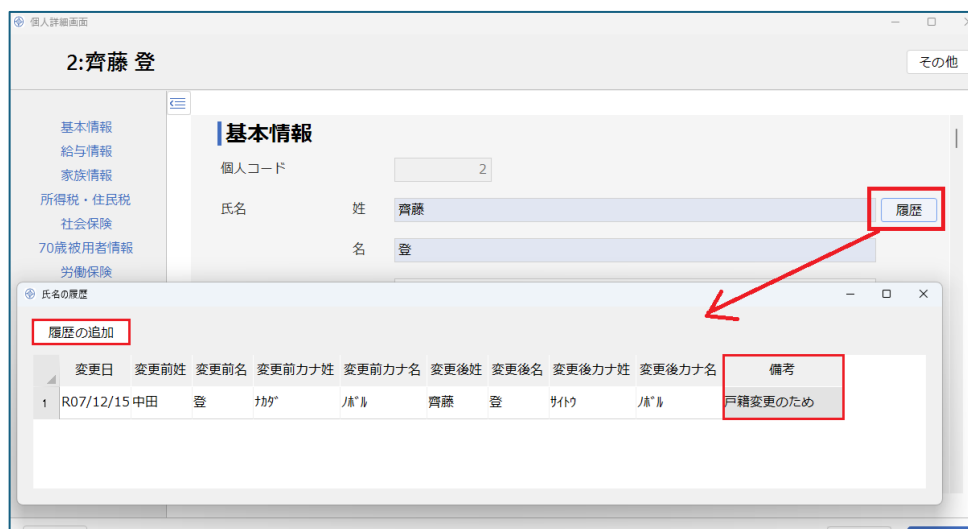 個人詳細画面
2:齊藤 登
その他
基本情報
給与情報
家族情報
所得税・住民税
社会保険
70歳被用者情報
労働保険
基本情報
個人コード 2
氏名 姓 齊藤 履歴
名 登
氏名の履歴
履歴の追加
変更日 変更前姓 変更前名 変更前カナ姓 変更前カナ名 変更後姓 変更後名 変更後カナ姓 変更後カナ名 備考
1 R07/12/15 中田 登 ﾅｶﾀﾞ ﾉﾎﾞﾙ 齊藤 登 ｻｲﾄｳ ﾉﾎﾞﾙ 戸籍変更のため